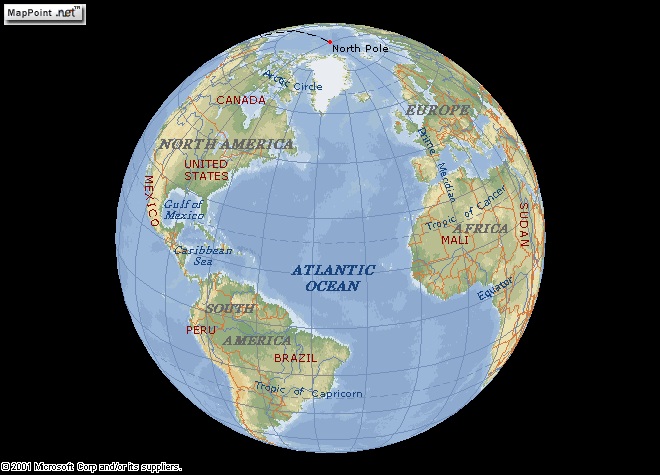 MapPoint .net™
North Pole
Arctic Circle
CANADA
EUROPE
NORTH AMERICA
Prime Meridian
UNITED
STATES
MEXICO
Gulf of
Mexico
Tropic of Cancer
SUDAN
AFRICA
MALI
Caribbean
Sea
ATLANTIC
OCEAN
Equator
SOUTH
PERU
AMERICA
BRAZIL
Tropic of Capricorn
© 2001 Microsoft Corp and/or its suppliers.